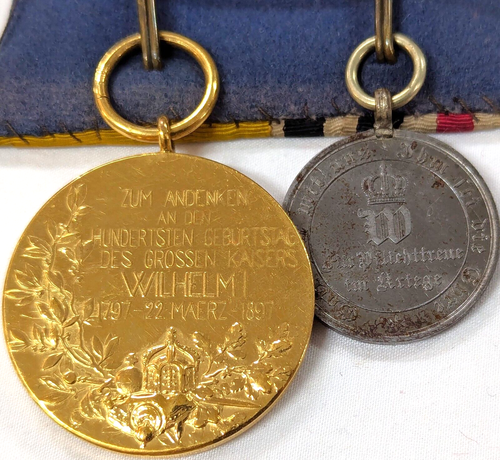 ZUM ANDENKEN
AN DEN
HUNDERTSTEN GEBURTSTAG
DES GROSSEN KAISERS
WILHELM I
1797-22. MAERZ-1897
W
Für Pflichttreue
im Kriege